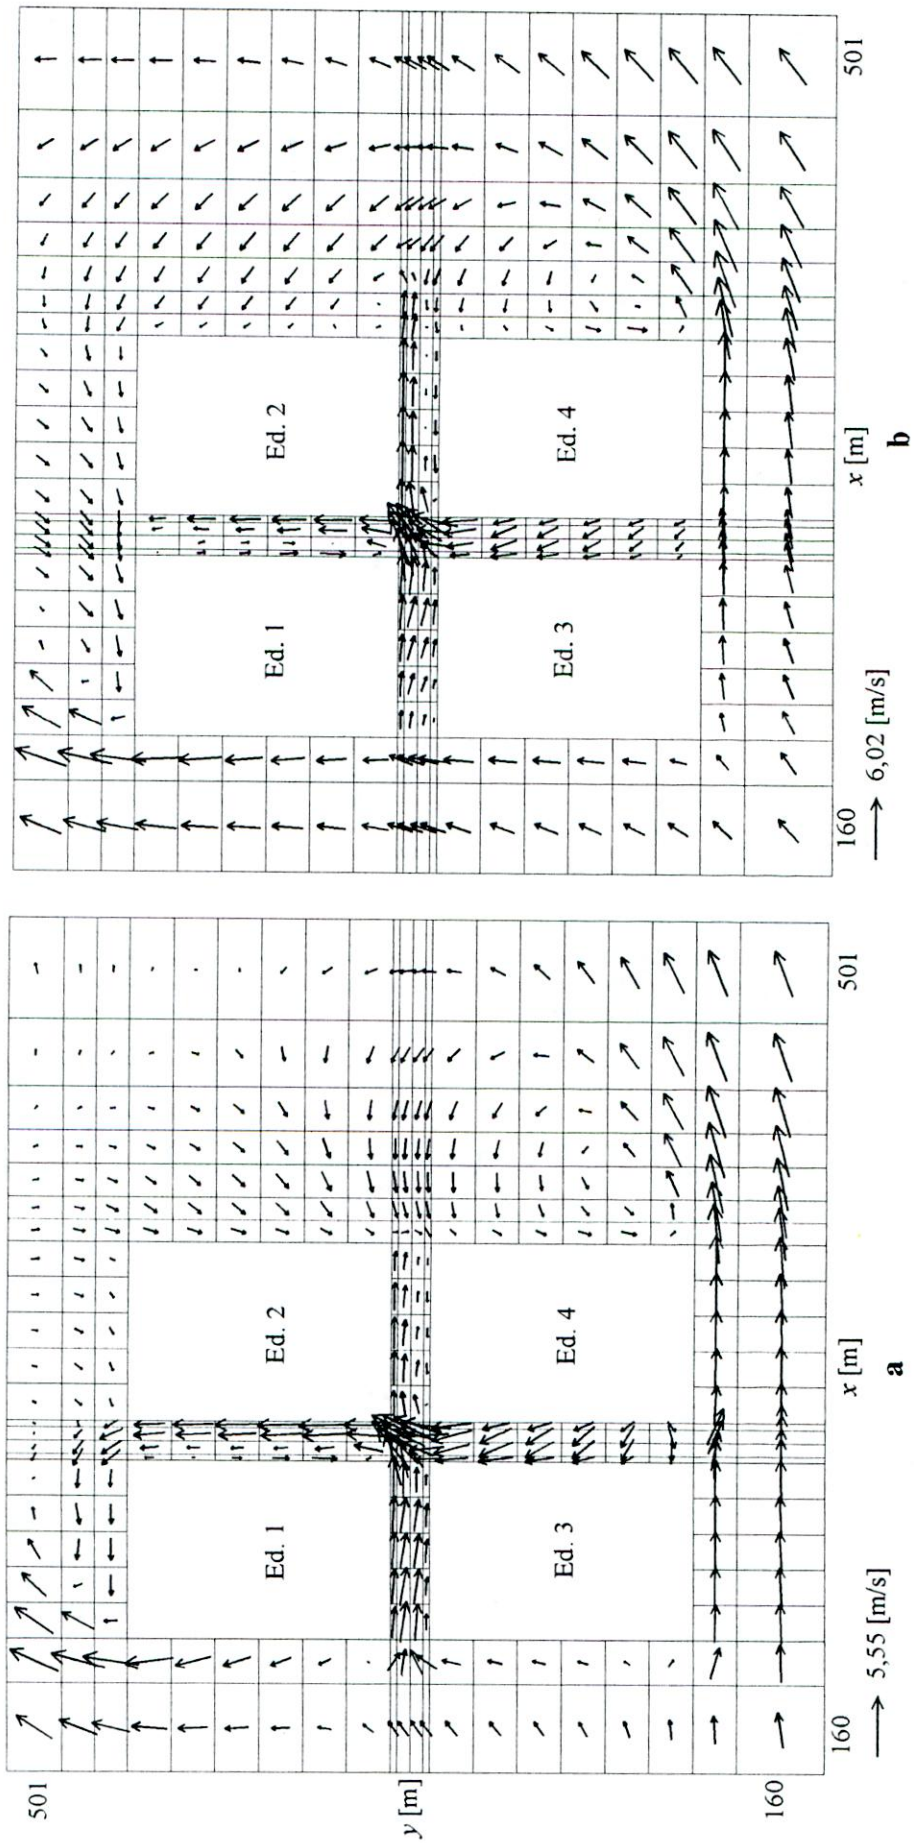 501
Ed. 1
Ed. 2
y [m]
Ed. 3
Ed. 4
160
160
x [m]
501
5,55 [m/s]
a
Ed. 1
Ed. 2
Ed. 3
Ed. 4
160
x [m]
501
6,02 [m/s]
b